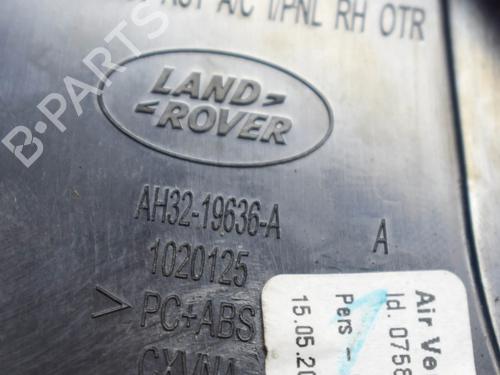 A/C I/PNL RH OTR
LAND
ROVER
AH32-19636-A A
1020125
>PC+ABS
Air Ve
Id. 0758
Pers -
15.05.20
B-PARTS